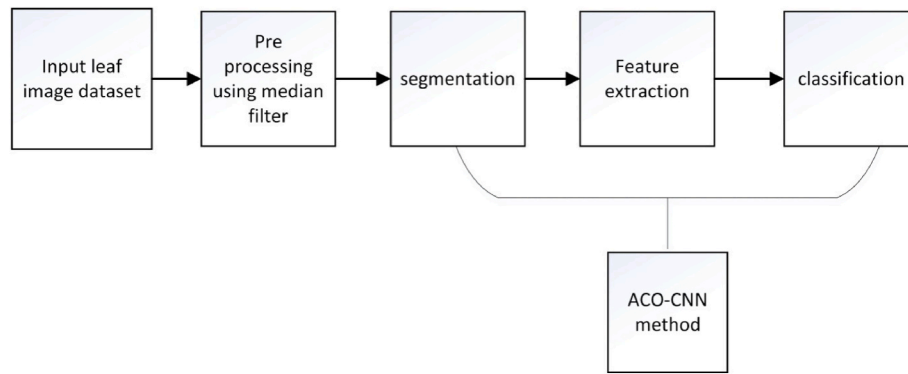 Input leaf
image dataset
Pre
processing
using median
filter
segmentation
Feature
extraction
classification
ACO-CNN
method